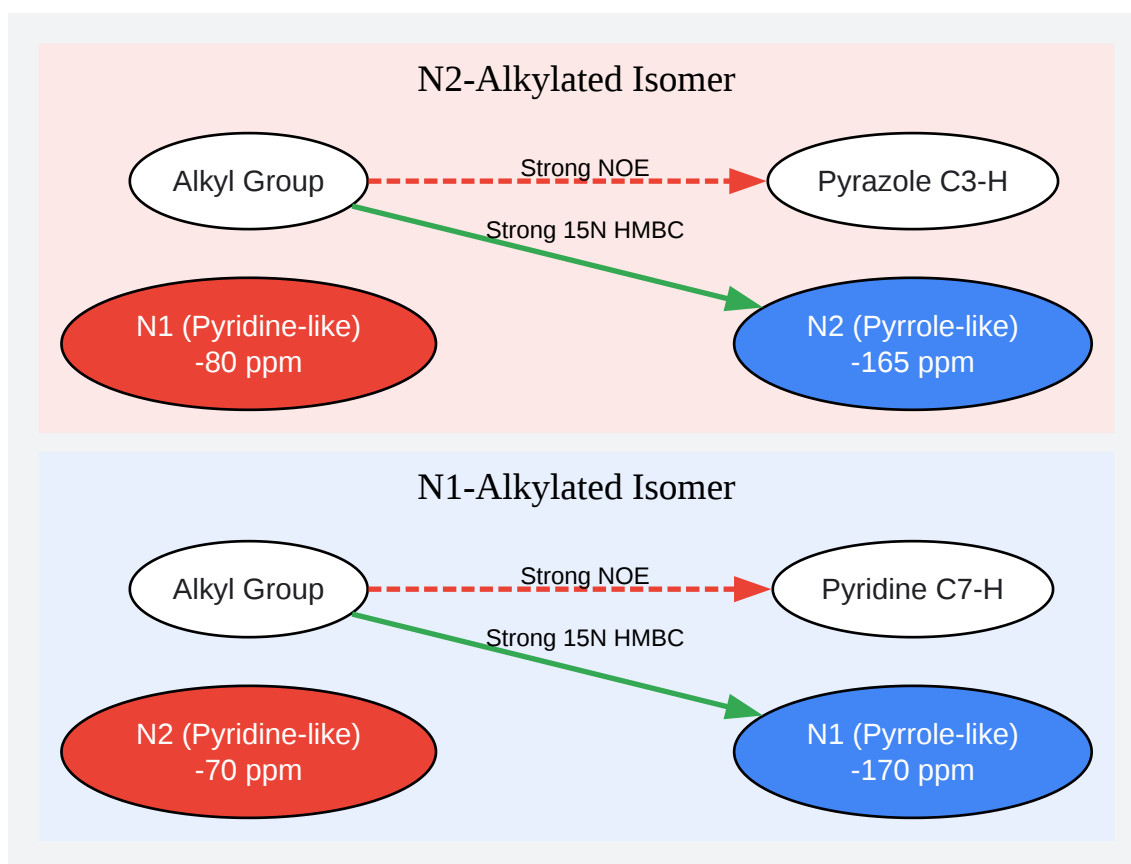 N2-Alkylated Isomer
Alkyl Group
Strong NOE
Pyrazole C3-H
Strong 15N HMBC
N1 (Pyridine-like)
-80 ppm
N2 (Pyrrole-like)
-165 ppm
N1-Alkylated Isomer
Alkyl Group
Strong NOE
Pyridine C7-H
Strong 15N HMBC
N2 (Pyridine-like)
-70 ppm
N1 (Pyrrole-like)
-170 ppm